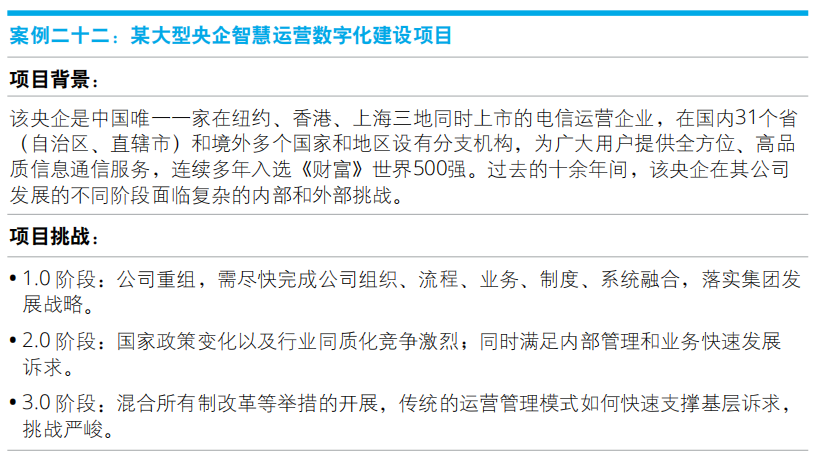 案例二十二：某大型央企智慧运营数字化建设项目
项目背景：
该央企是中国唯一一家在纽约、香港、上海三地同时上市的电信运营企业，在国内31个省
（自治区、直辖市）和境外多个国家和地区设有分支机构，为广大用户提供全方位、高品
质信息通信服务，连续多年入选《财富》世界500强。过去的十余年间，该央企在其公司
发展的不同阶段面临复杂的内部和外部挑战。
项目挑战：
• 1.0 阶段：公司重组，需尽快完成公司组织、流程、业务、制度、系统融合，落实集团发
展战略。
• 2.0 阶段：国家政策变化以及行业同质化竞争激烈；同时满足内部管理和业务快速发展
诉求。
• 3.0 阶段：混合所有制改革等举措的开展，传统的运营管理模式如何快速支撑基层诉求，
挑战严峻。